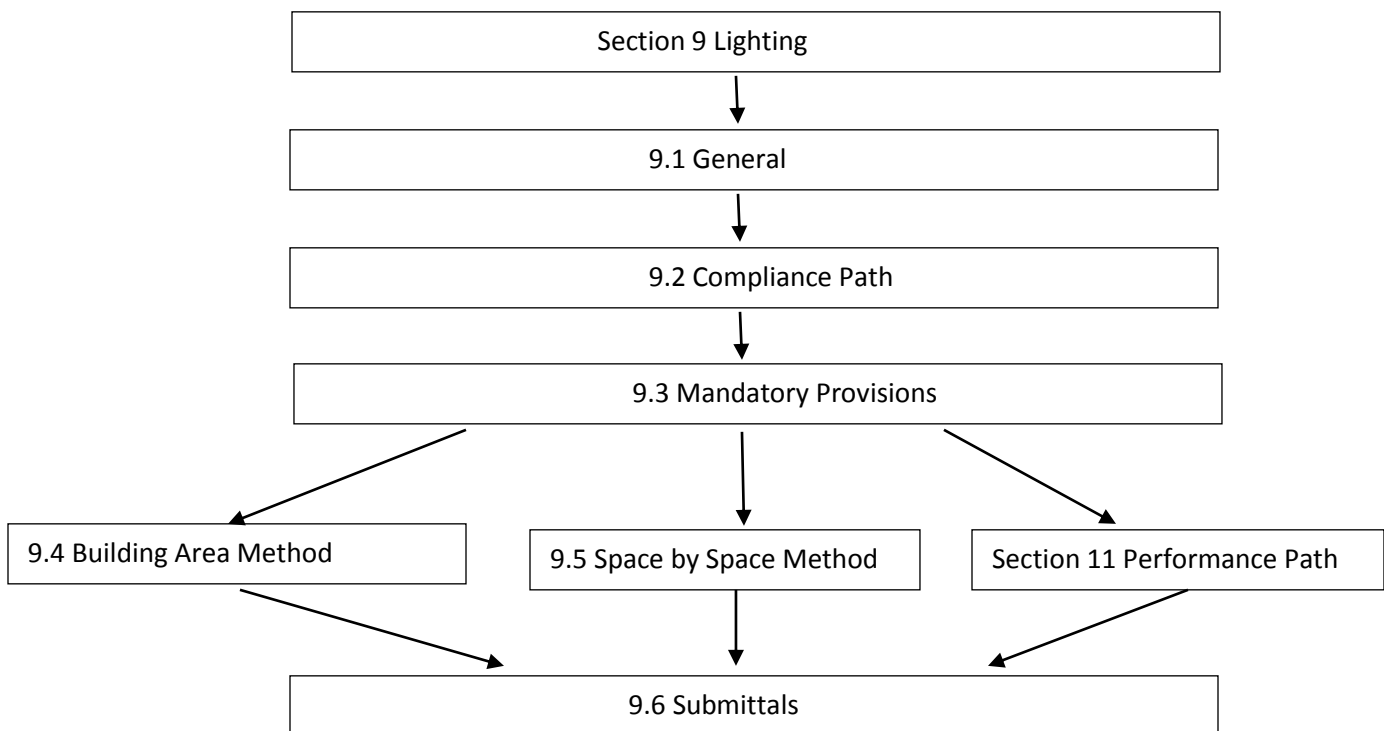 Section 9 Lighting
9.1 General
9.2 Compliance Path
9.3 Mandatory Provisions
9.4 Building Area Method
9.5 Space by Space Method
Section 11 Performance Path
9.6 Submittals